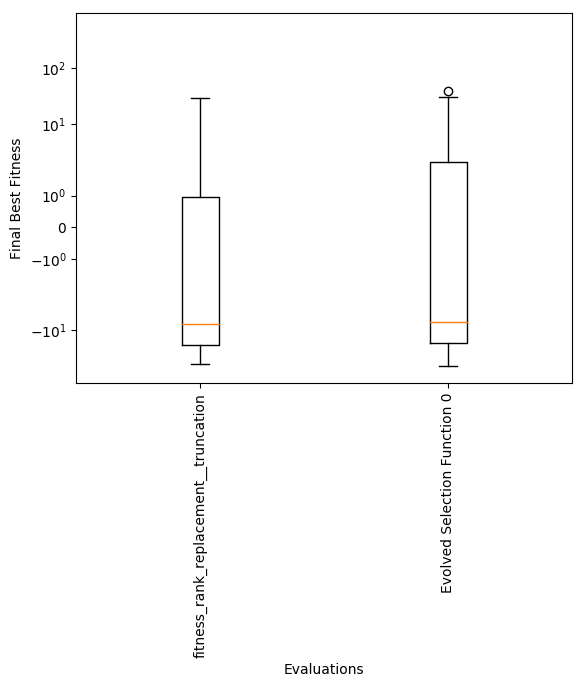 Final Best Fitness
10²
10¹
10⁰
0
−10⁰
−10¹
fitness_rank_replacement__truncation
Evolved Selection Function 0
Evaluations